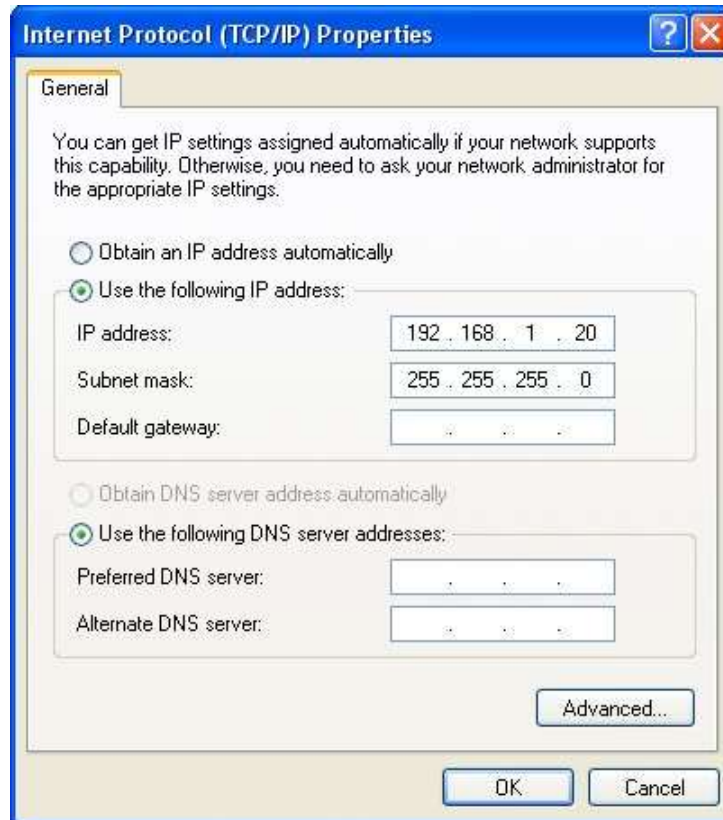 Internet Protocol (TCP/IP) Properties
General
You can get IP settings assigned automatically if your network supports
this capability. Otherwise, you need to ask your network administrator for
the appropriate IP settings.
Obtain an IP address automatically
Use the following IP address:
IP address: 192 . 168 . 1 . 20
Subnet mask: 255 . 255 . 255 . 0
Default gateway: . . .
Obtain DNS server address automatically
Use the following DNS server addresses:
Preferred DNS server: . . .
Alternate DNS server: . . .
Advanced...
OK Cancel